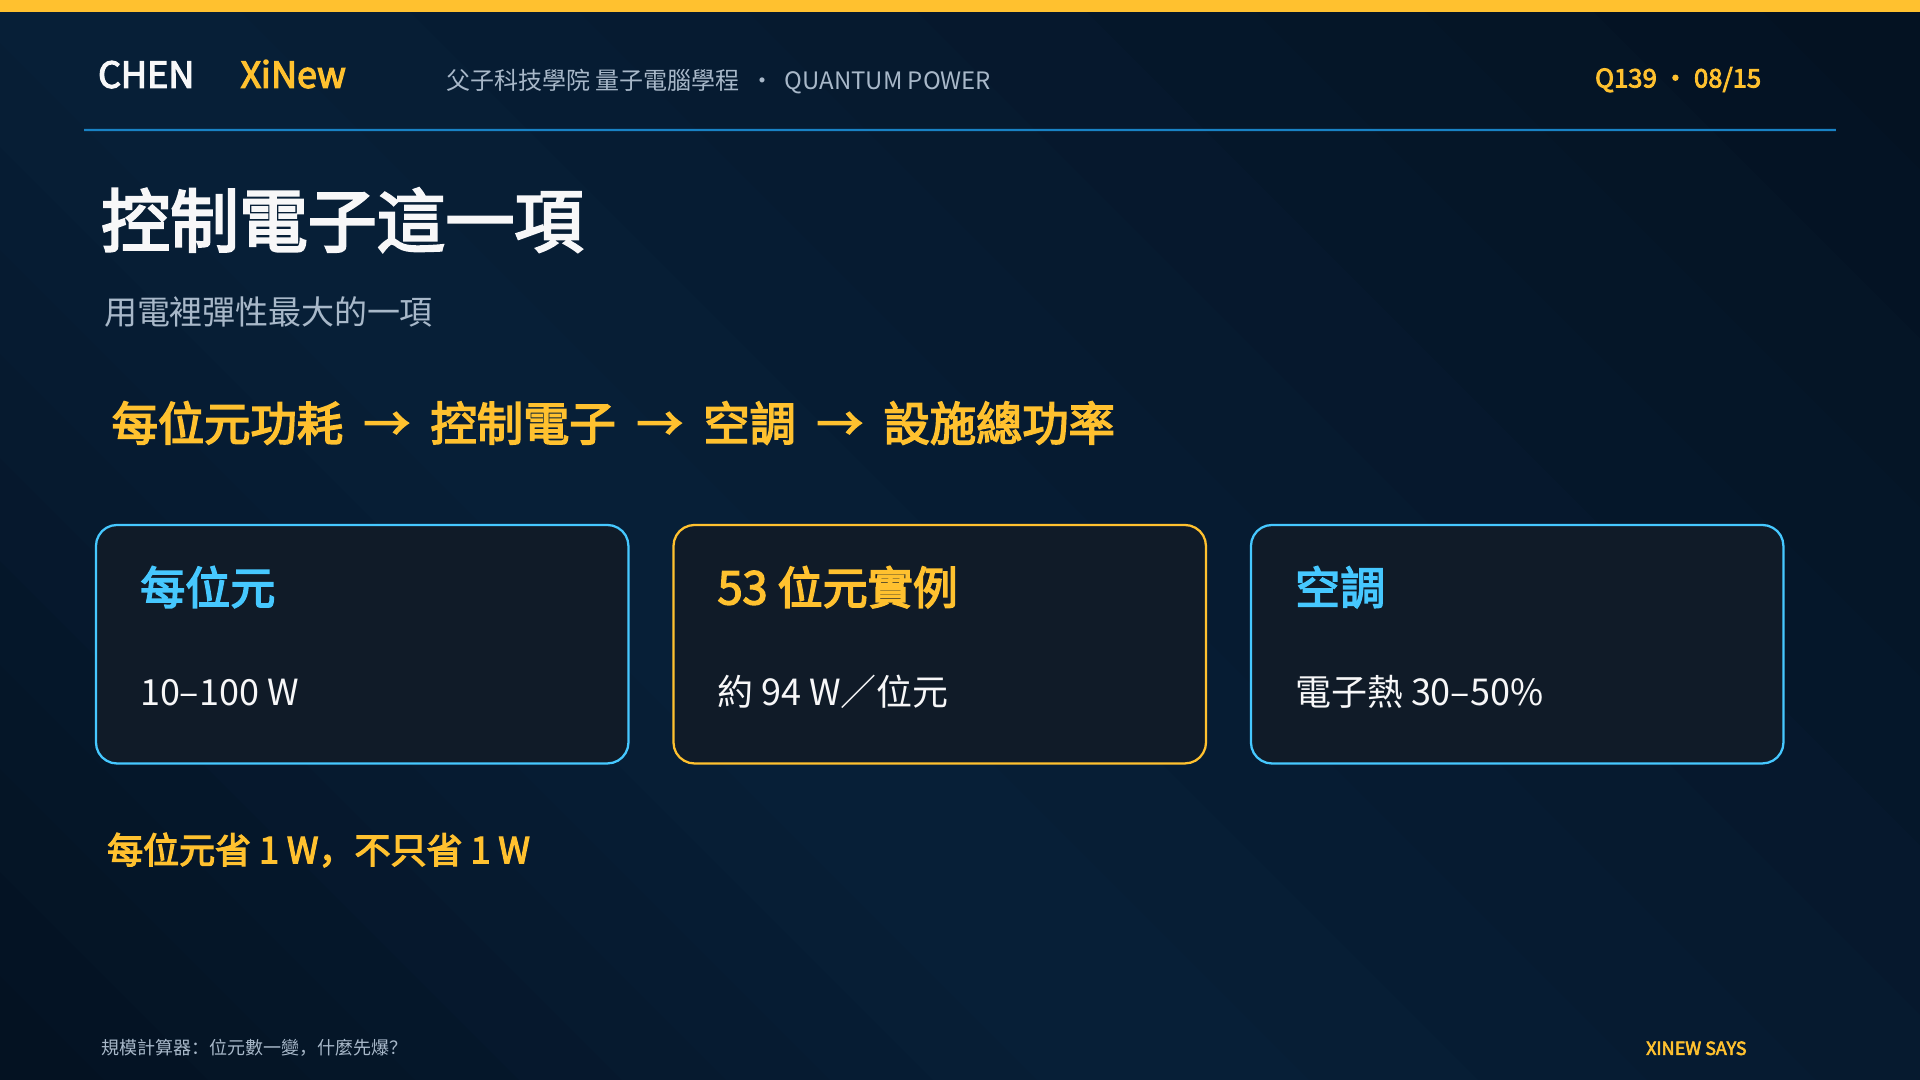 CHEN XiNew 父子科技學院 量子電腦學程 · QUANTUM POWER Q139 · 08/15
控制電子這一項
用電裡彈性最大的一項
每位元功耗 → 控制電子 → 空調 → 設施總功率
每位元
10–100 W
53 位元實例
約 94 W／位元
空調
電子熱 30–50%
每位元省 1 W，不只省 1 W
規模計算器：位元數一變，什麼先爆？
XINEW SAYS